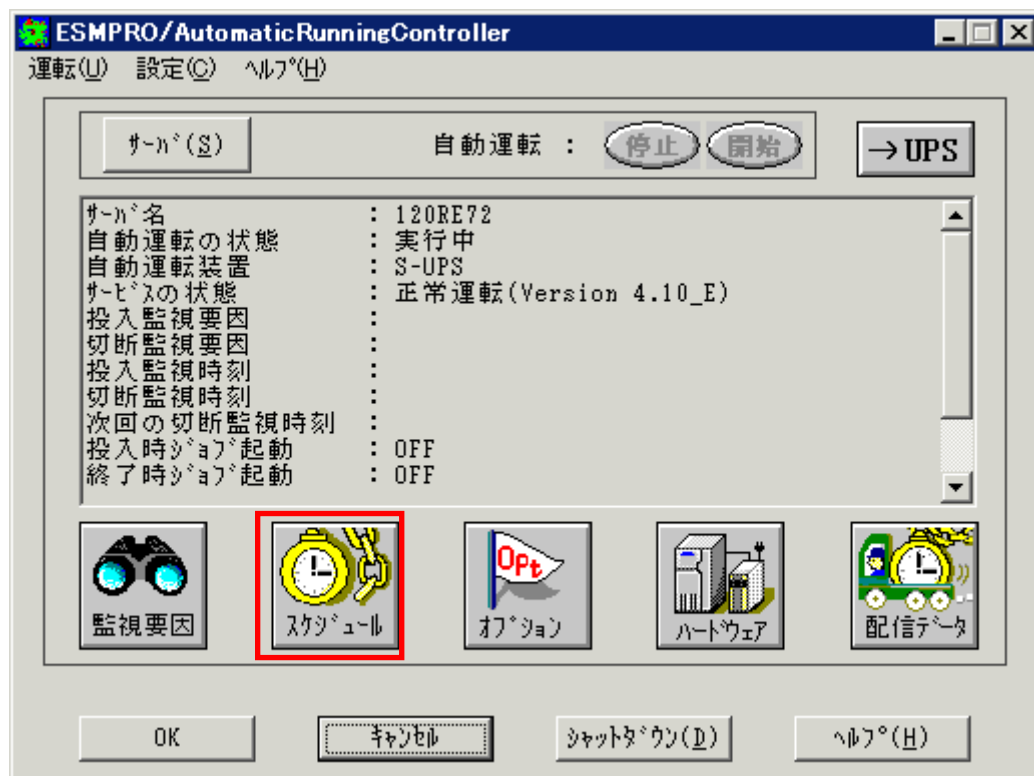 ESMPRO/AutomaticRunningController
運転(U) 設定(C) ﾍﾙﾌﾟ(H)
ｻｰﾊﾞ(S) 自動運転 : 停止 開始 →UPS
ｻｰﾊﾞ名 : 120RE72
自動運転の状態 : 実行中
自動運転装置 : S-UPS
ｻｰﾋﾞｽの状態 : 正常運転(Version 4.10_E)
投入監視要因 :
切断監視要因 :
投入監視時刻 :
切断監視時刻 :
次回の切断監視時刻 :
投入時ｼﾞｮﾌﾞ起動 : OFF
終了時ｼﾞｮﾌﾞ起動 : OFF
Opt
監視要因 ｽｹｼﾞｭｰﾙ ｵﾌﾟｼｮﾝ ﾊｰﾄﾞｳｪｱ 配信ﾃﾞｰﾀ
OK ｷｬﾝｾﾙ ｼｬｯﾄﾀﾞｳﾝ(D) ﾍﾙﾌﾟ(H)